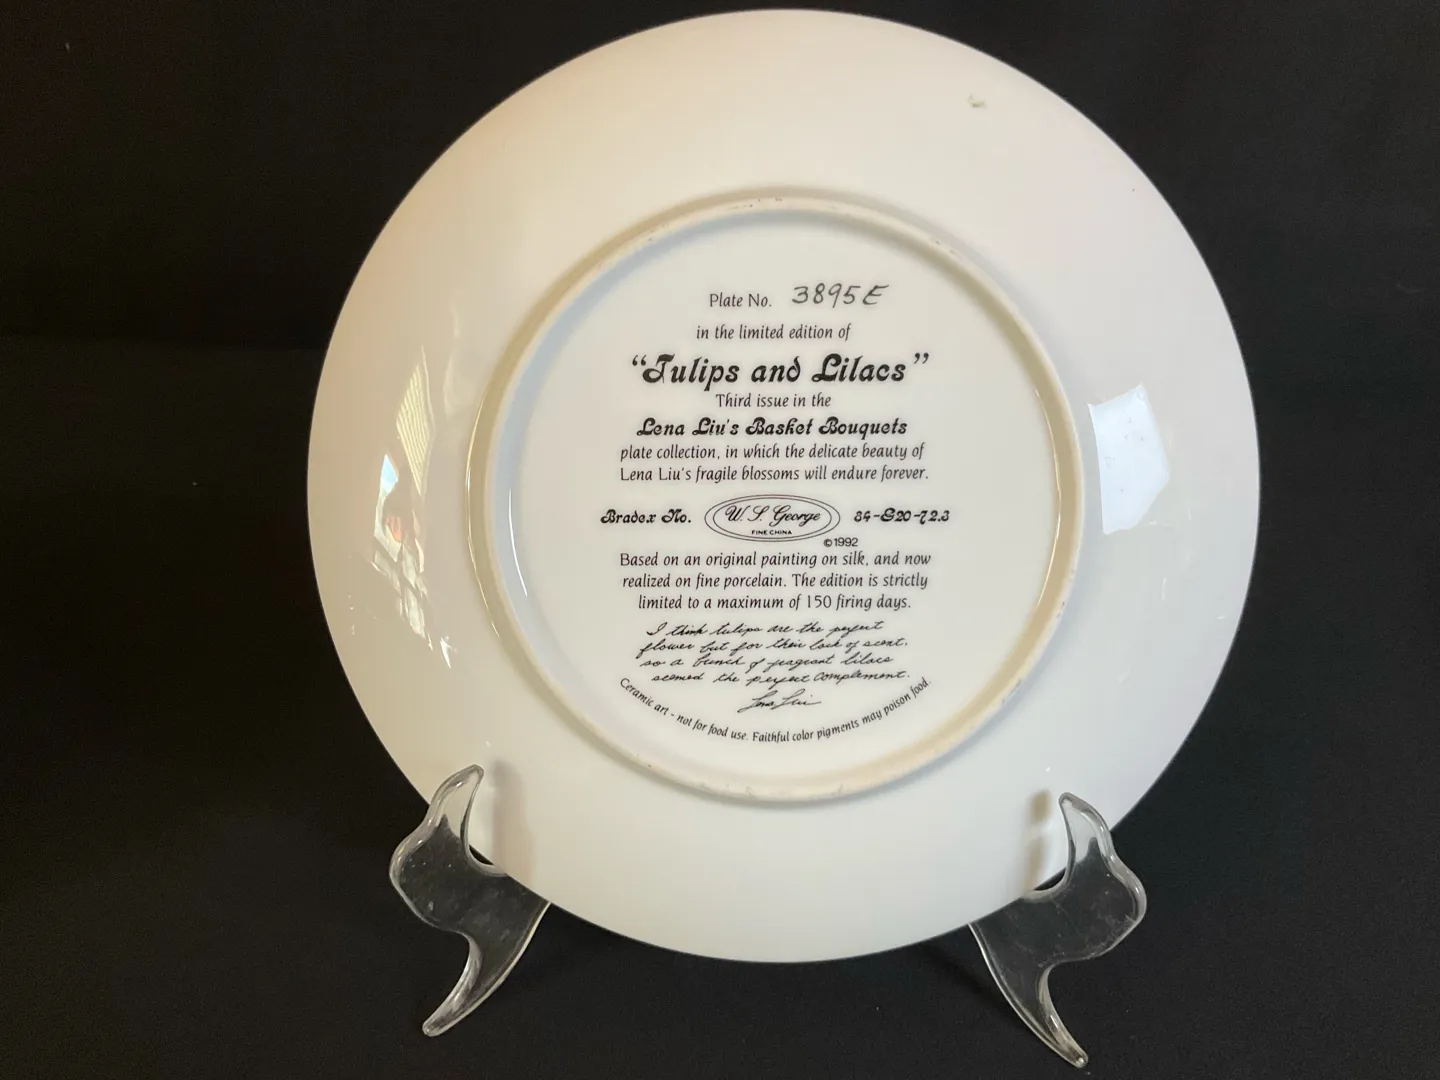 Plate No. 3895E
in the limited edition of
“Tulips and Lilacs”
Third issue in the
Lena Liu's Basket Bouquets
plate collection, in which the delicate beauty of
Lena Liu's fragile blossoms will endure forever.
Bradex No. W. S. George 84-G20-72.3
FINE CHINA
©1992
Based on an original painting on silk, and now
realized on fine porcelain. The edition is strictly
limited to a maximum of 150 firing days.
I think tulips are the perfect
flower but for their lack of scent,
so a bunch of fragrant lilacs
seemed the perfect complement.
Lena Liu
Ceramic art - not for food use. Faithful color pigments may poison food.